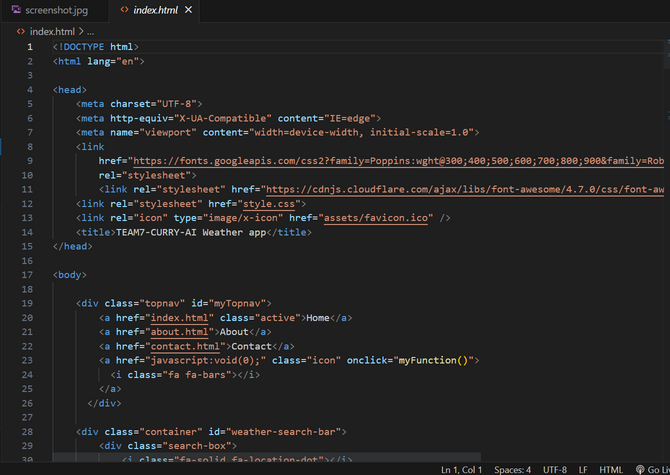 screenshot.jpg
index.html
index.html > ...
1 <!DOCTYPE html>
2 <html lang="en">
3
4 <head>
5 <meta charset="UTF-8">
6 <meta http-equiv="X-UA-Compatible" content="IE=edge">
7 <meta name="viewport" content="width=device-width, initial-scale=1.0">
8 <link
9 href="https://fonts.googleapis.com/css2?family=Poppins:wght@300;400;500;600;700;800;900&family=Rob
10 rel="stylesheet">
11 <link rel="stylesheet" href="https://cdnjs.cloudflare.com/ajax/libs/font-awesome/4.7.0/css/font-aw
12 <link rel="stylesheet" href="style.css">
13 <link rel="icon" type="image/x-icon" href="assets/favicon.ico" />
14 <title>TEAM7-CURRY-AI Weather app</title>
15 </head>
16
17 <body>
18
19 <div class="topnav" id="myTopnav">
20 <a href="index.html" class="active">Home</a>
21 <a href="about.html">About</a>
22 <a href="contact.html">Contact</a>
23 <a href="javascript:void(0);" class="icon" onclick="myFunction()">
24 <i class="fa fa-bars"></i>
25 </a>
26 </div>
27
28 <div class="container" id="weather-search-bar">
29 <div class="search-box">
30 <i class="fa-solid fa-location-dot"></i>
Ln 1, Col 1 Spaces: 4 UTF-8 LF HTML Go Li